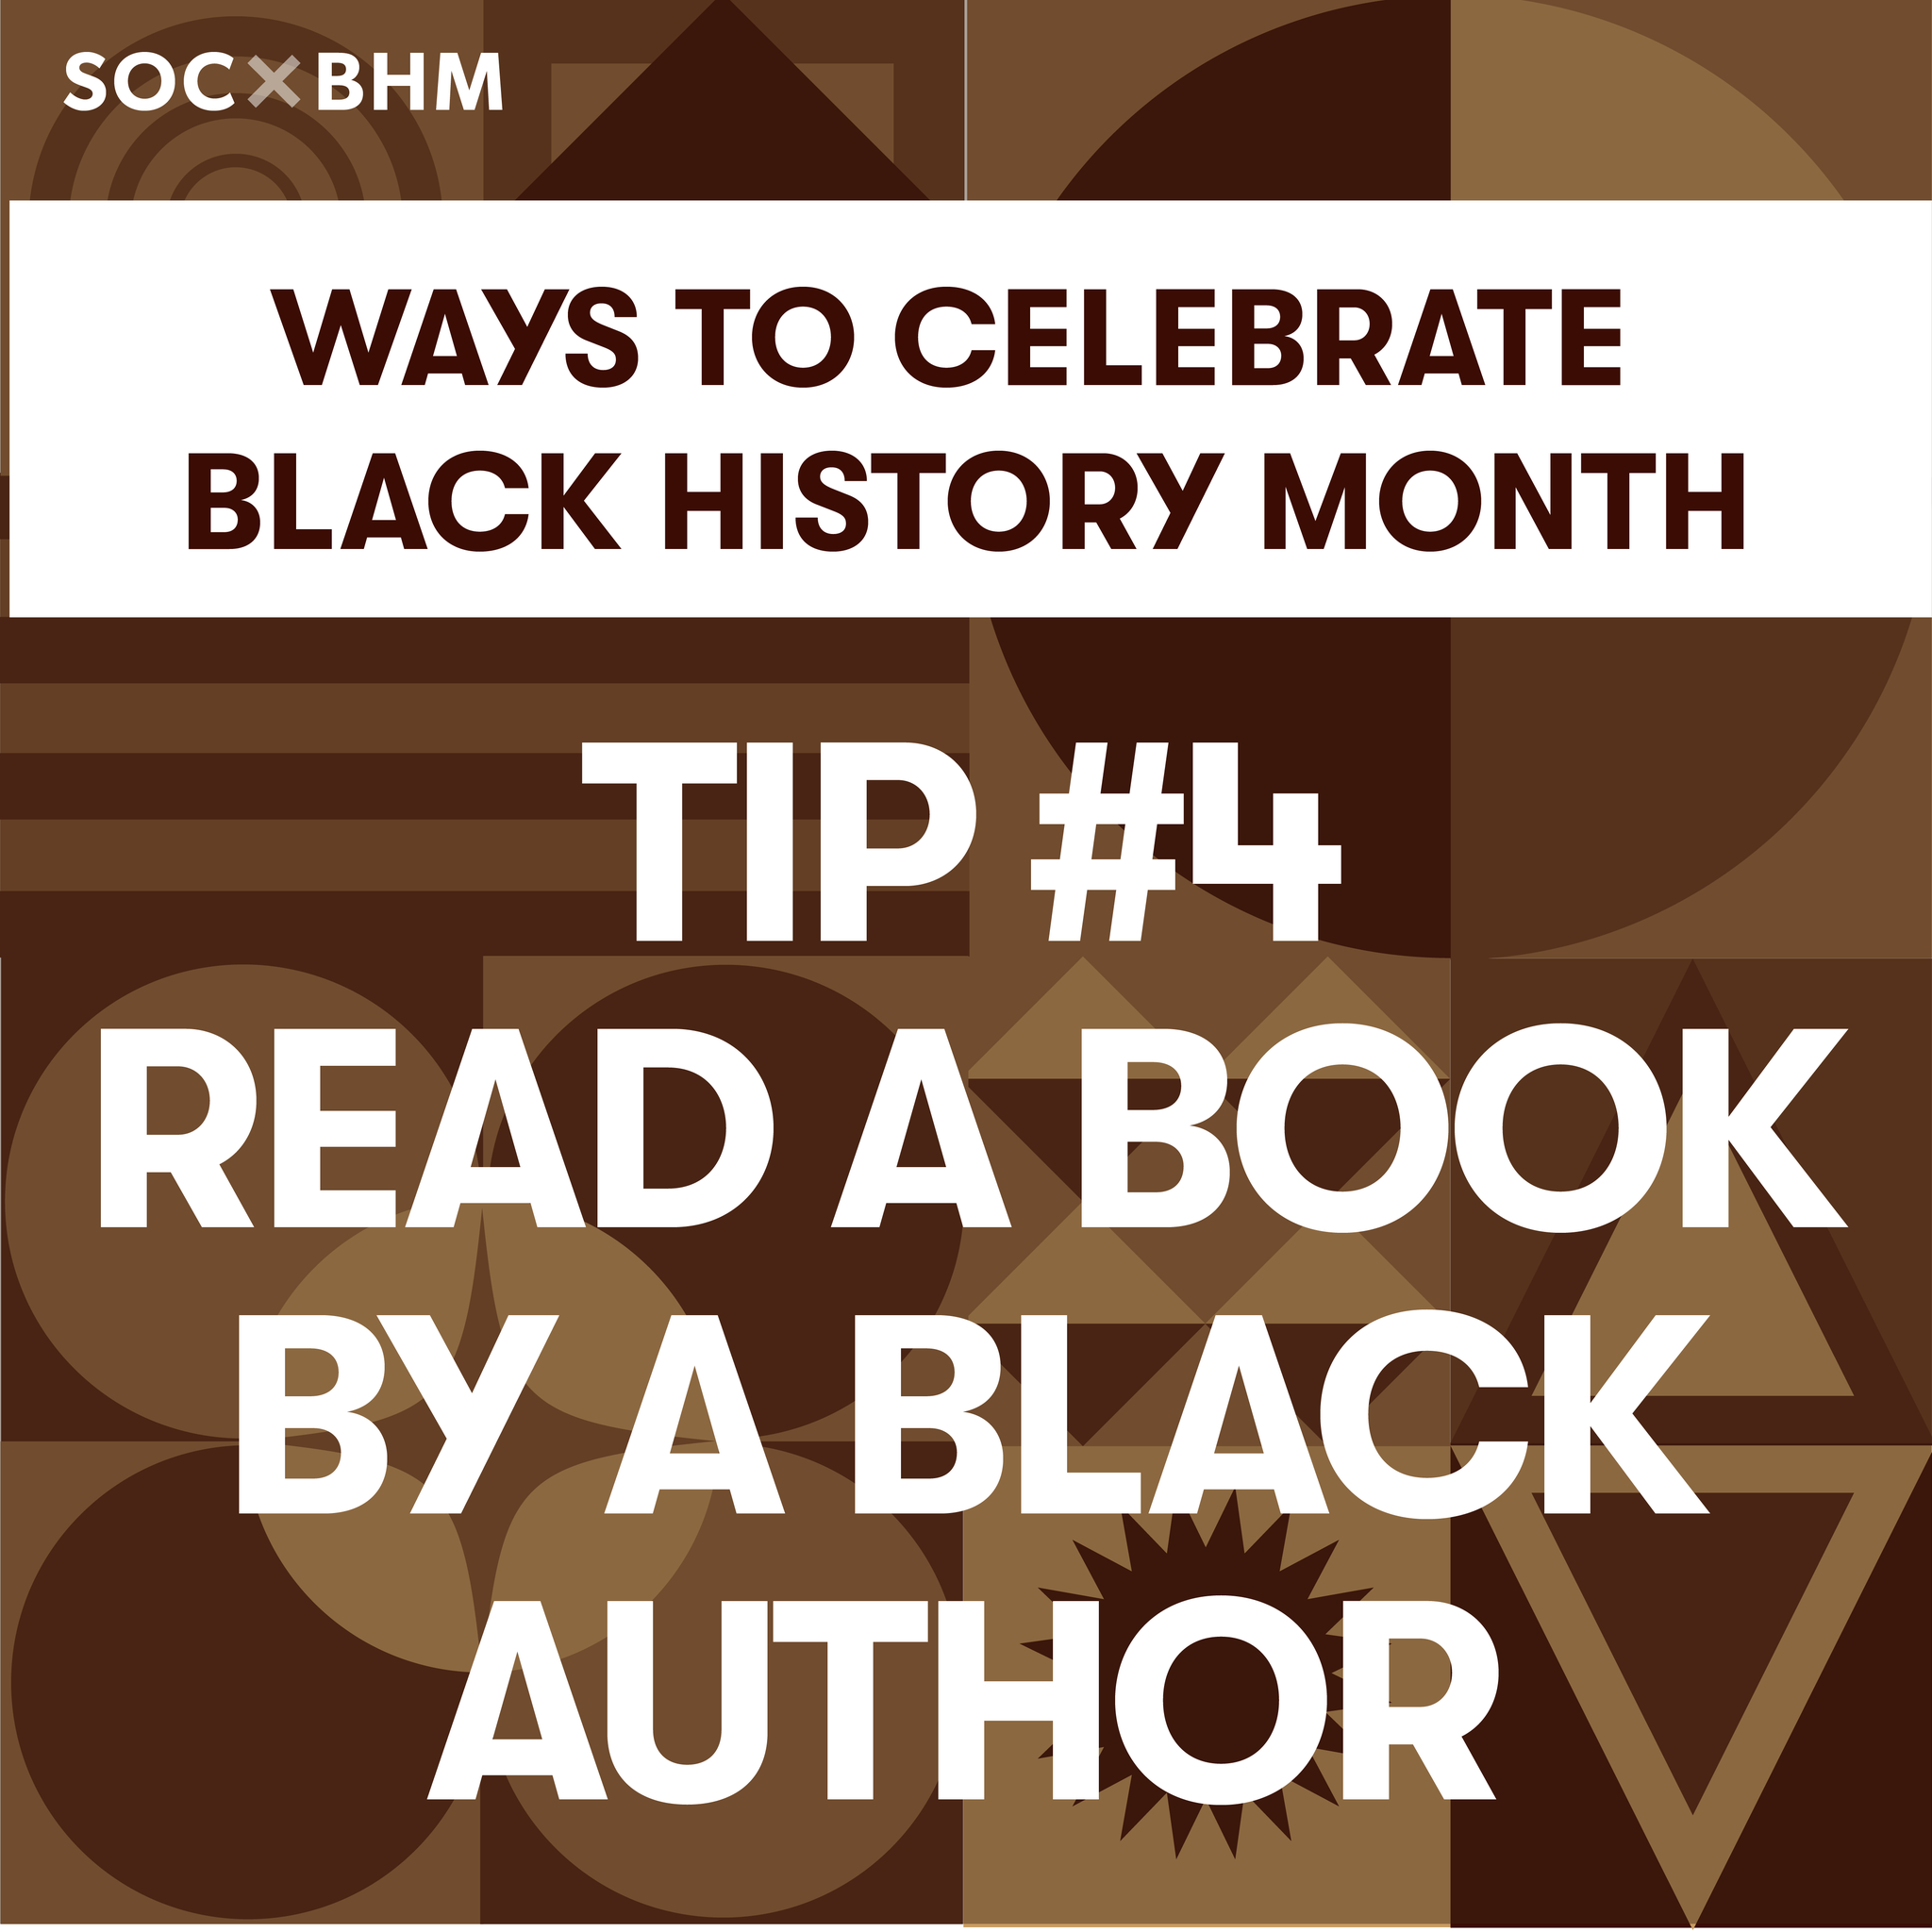 SOC×BHM
WAYS TO CELEBRATE
BLACK HISTORY MONTH
TIP #4
READ A BOOK
BY A BLACK
AUTHOR